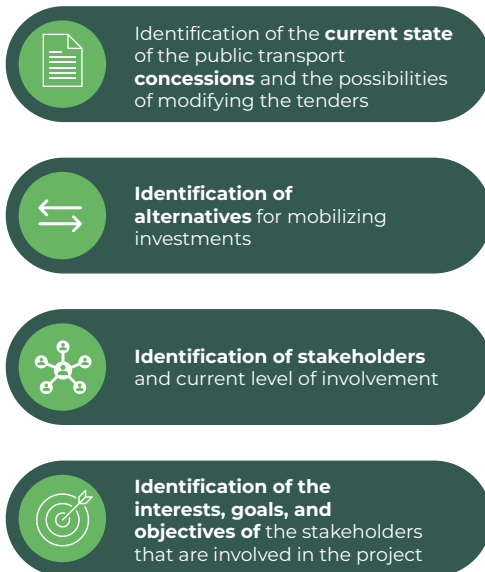 Identification of the current state
of the public transport
concessions and the possibilities
of modifying the tenders
Identification of
alternatives for mobilizing
investments
Identification of stakeholders
and current level of involvement
Identification of the
interests, goals, and
objectives of the stakeholders
that are involved in the project